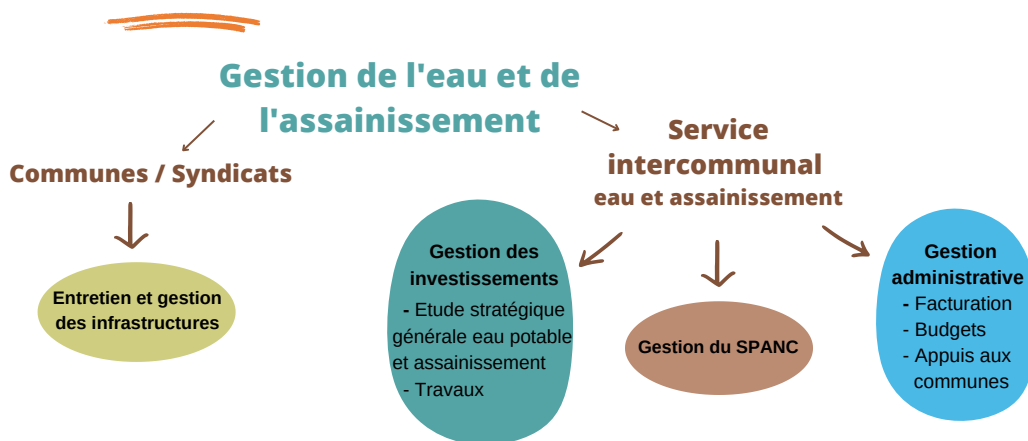 Gestion de l'eau et de
l'assainissement
Communes / Syndicats
Entretien et gestion
des infrastructures
Service
intercommunal
eau et assainissement
Gestion des
investissements
- Etude stratégique
générale eau potable
et assainissement
- Travaux
Gestion du SPANC
Gestion
administrative
- Facturation
- Budgets
- Appuis aux
communes